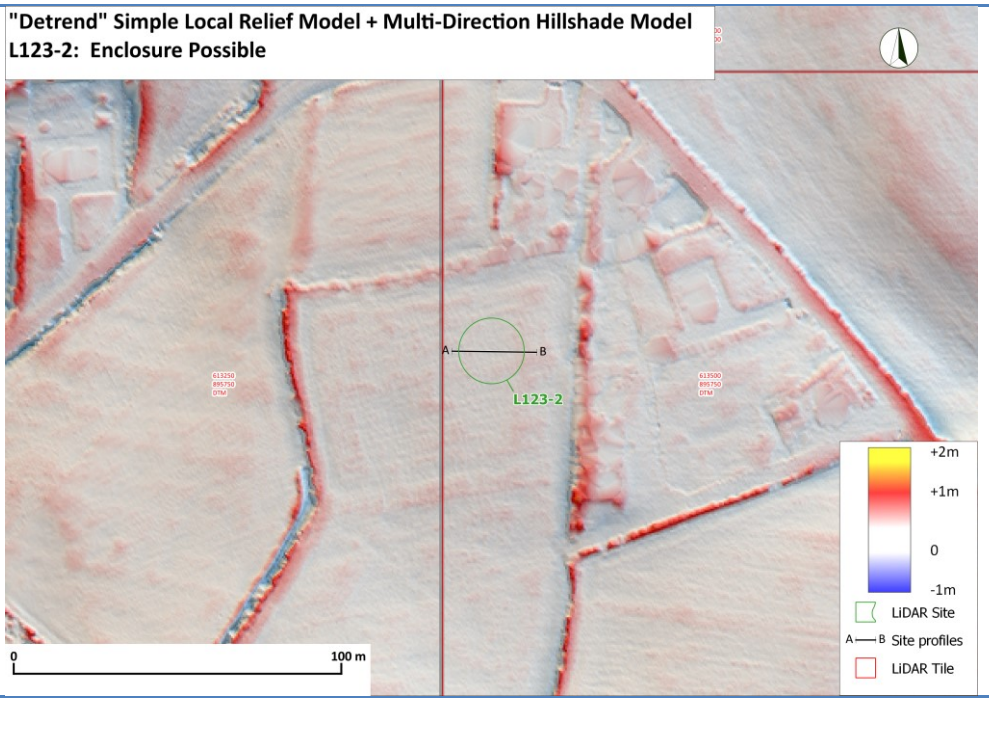 "Detrend" Simple Local Relief Model + Multi-Direction Hillshade Model
L123-2: Enclosure Possible
A
B
L123-2
613250
895750
DTM
613500
895750
DTM
+2m
+1m
0
-1m
LiDAR Site
A B Site profiles
LiDAR Tile
0 100 m